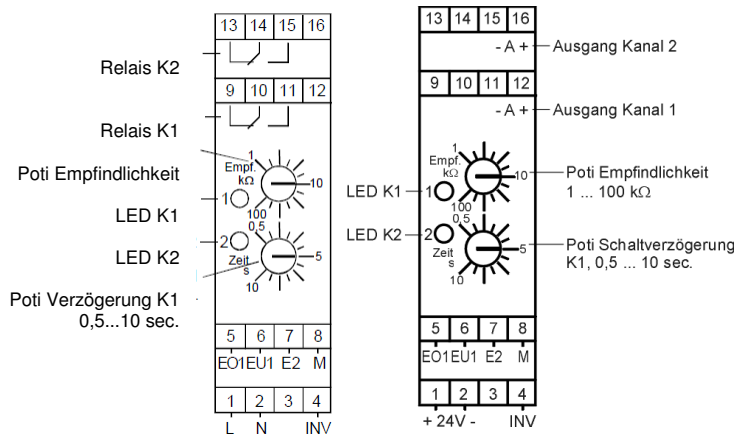 13 14 15 16
Relais K2
9 10 11 12
Relais K1
1
Empf.
kΩ
10
100
Poti Empfindlichkeit
1
LED K1
0,5
2
LED K2
Zeit
s
5
10
Poti Verzögerung K1
0,5...10 sec.
5 6 7 8
EO1 EU1 E2 M
1 2 3 4
L N INV
13 14 15 16
- A + Ausgang Kanal 2
9 10 11 12
- A + Ausgang Kanal 1
1
Empf.
kΩ
10
100
Poti Empfindlichkeit
1 ... 100 kΩ
LED K1 1
0,5
LED K2 2
Zeit
s
5
10
Poti Schaltverzögerung
K1, 0,5 ... 10 sec.
5 6 7 8
EO1 EU1 E2 M
1 2 3 4
+ 24V - INV